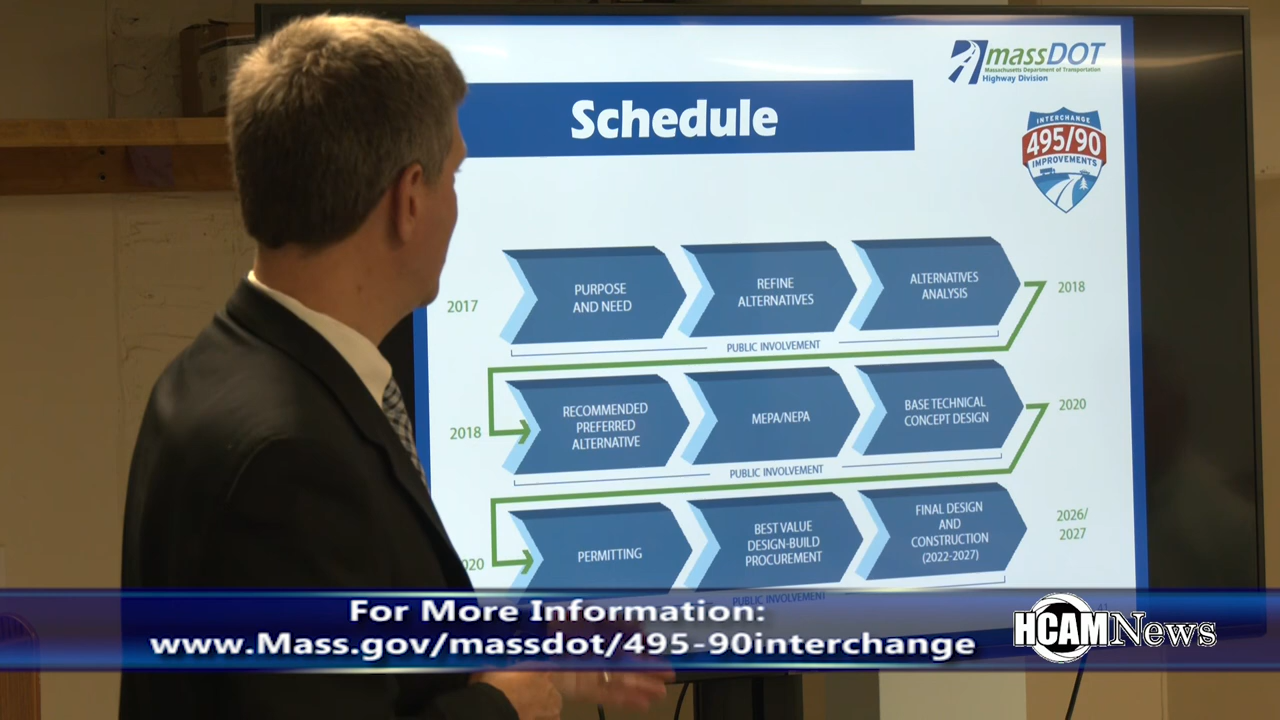 massDOT
Massachusetts Department of Transportation
Highway Division
Schedule
INTERCHANGE
495/90
IMPROVEMENTS
2017
PURPOSE
AND NEED
REFINE
ALTERNATIVES
ALTERNATIVES
ANALYSIS
2018
PUBLIC INVOLVEMENT
2018
RECOMMENDED
PREFERRED
ALTERNATIVE
MEPA/NEPA
BASE TECHNICAL
CONCEPT DESIGN
2020
PUBLIC INVOLVEMENT
020
PERMITTING
BEST VALUE
DESIGN-BUILD
PROCUREMENT
FINAL DESIGN
AND
CONSTRUCTION
(2022-2027)
2026/
2027
PUBLIC INVOLVEMENT
For More Information:
www.Mass.gov/massdot/495-90interchange
HCAM News